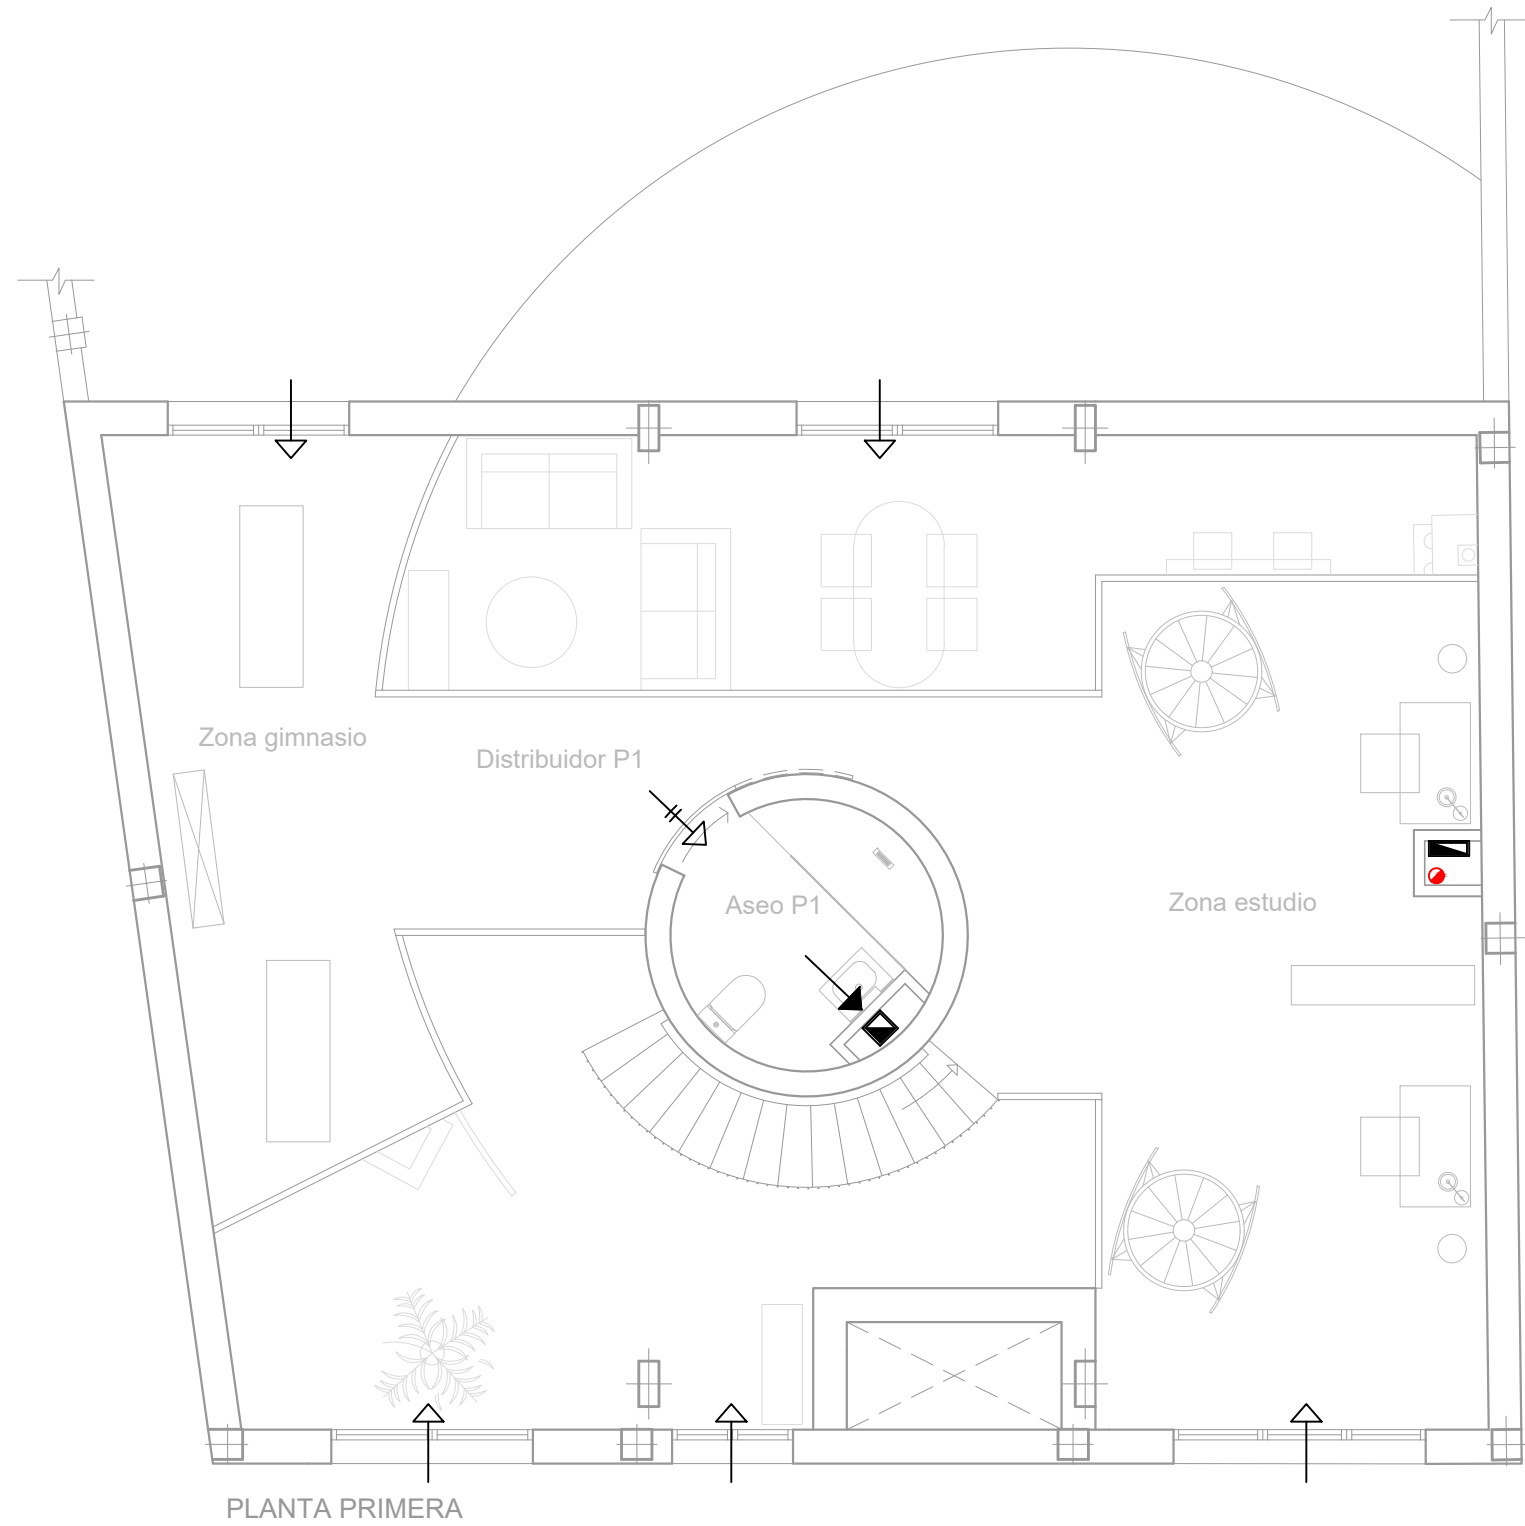 Zona gimnasio
Distribuidor P1
Aseo P1
Zona estudio
PLANTA PRIMERA